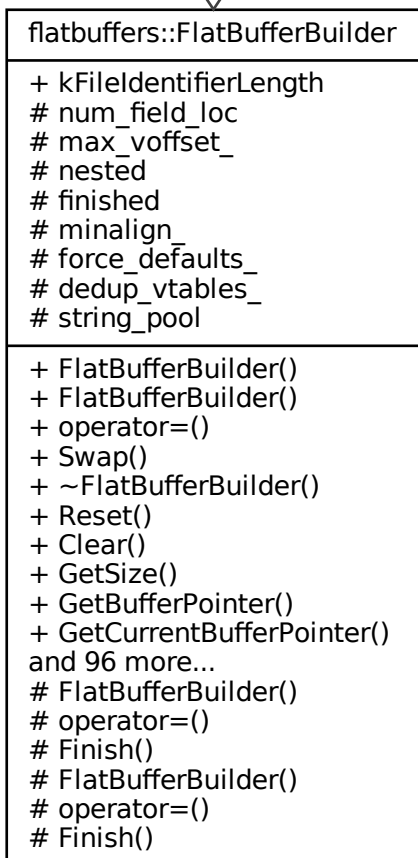 flatbuffers::FlatBufferBuilder
+ kFileIdentifierLength
# num_field_loc
# max_voffset_
# nested
# finished
# minalign_
# force_defaults_
# dedup_vtables_
# string_pool
+ FlatBufferBuilder()
+ FlatBufferBuilder()
+ operator=()
+ Swap()
+ ~FlatBufferBuilder()
+ Reset()
+ Clear()
+ GetSize()
+ GetBufferPointer()
+ GetCurrentBufferPointer()
and 96 more...
# FlatBufferBuilder()
# operator=()
# Finish()
# FlatBufferBuilder()
# operator=()
# Finish()